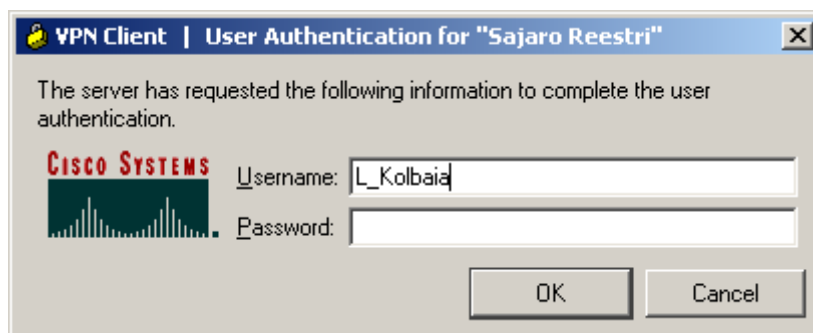 VPN Client | User Authentication for "Sajaro Reestri"
The server has requested the following information to complete the user
authentication.
CISCO SYSTEMS
Username: L_Kolbaia
Password:
OK Cancel